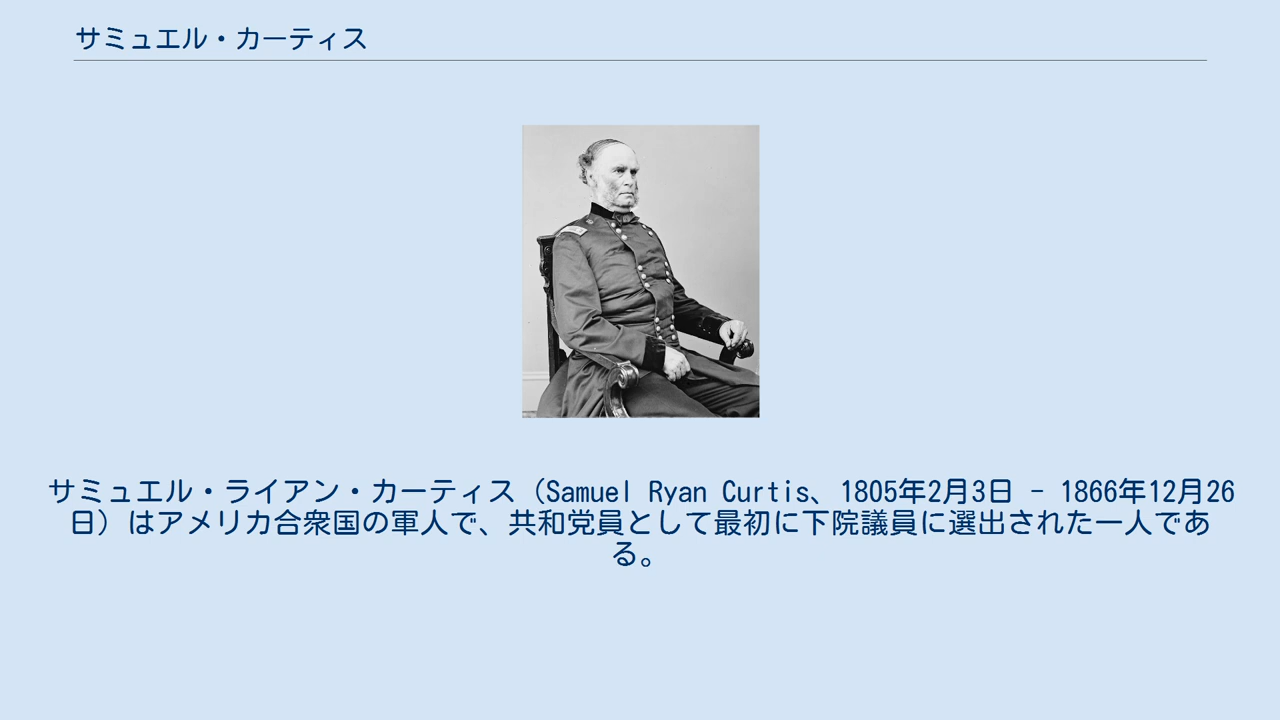 サミュエル・カーティス
サミュエル・ライアン・カーティス（Samuel Ryan Curtis、1805年2月3日 – 1866年12月26
日）はアメリカ合衆国の軍人で、共和党員として最初に下院議員に選出された一人であ
る。